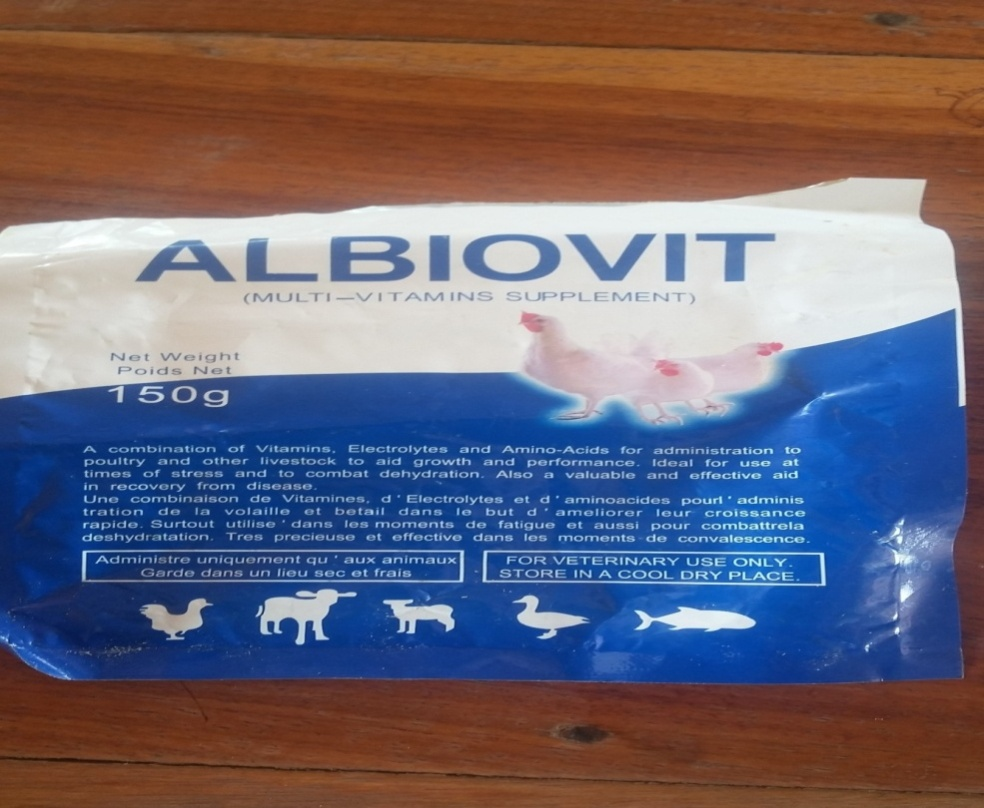 ALBIOVIT
(MULTI-VITAMINS SUPPLEMENT)
Net Weight
Poids Net
150g
A combination of Vitamins, Electrolytes and Amino-Acids for administration to
poultry and other livestock to aid growth and performance. Ideal for use at
times of stress and to combat dehydration. Also a valuable and effective aid
in recovery from disease.
Une combinaison de Vitamines, d'Electrolytes et d'aminoacides pourl'adminis
tration de la volaille et betail dans le but d'ameliorer leur croissance
rapide. Surtout utilise'dans les moments de fatigue et aussi pour combattrela
deshydratation. Tres precieuse et effective dans les moments de convalescence.
Administre uniquement qu'aux animaux
Garde dans un lieu sec et frais
FOR VETERINARY USE ONLY.
STORE IN A COOL DRY PLACE.